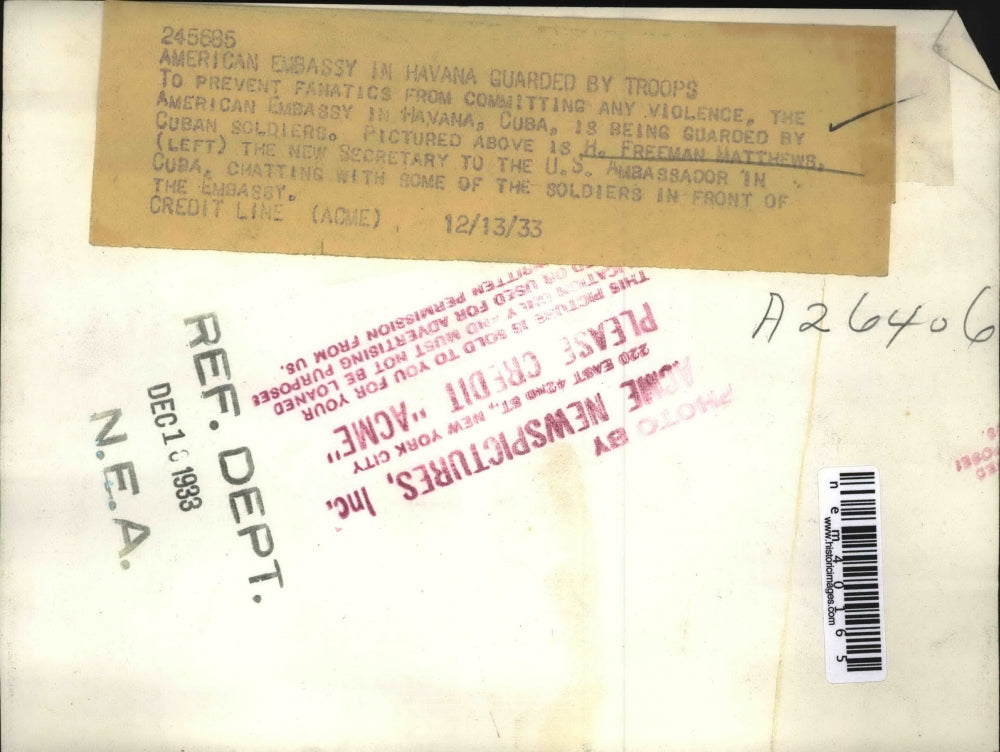 245685
AMERICAN EMBASSY IN HAVANA GUARDED BY TROOPS
TO PREVENT FANATICS FROM COMMITTING ANY VIOLENCE, THE
AMERICAN EMBASSY IN HAVANA, CUBA, IS BEING GUARDED BY
CUBAN SOLDIERS. PICTURED ABOVE IS H. FREEMAN MATTHEWS,
(LEFT) THE NEW SECRETARY TO THE U.S. AMBASSADOR IN
CUBA, CHATTING WITH SOME OF THE SOLDIERS IN FRONT OF
THE EMBASSY.
CREDIT LINE (ACME) 12/13/33
A26406
PHOTO BY
ACME NEWSPICTURES, Inc.
220 EAST 42ND ST., NEW YORK CITY
PLEASE CREDIT "ACME"
THIS PICTURE IS SOLD TO YOU FOR YOUR
PUBLICATION ONLY AND MUST NOT BE LOANED
OR USED FOR ADVERTISING PURPOSES
WRITTEN PERMISSION FROM US.
REF. DEPT.
DEC 1 1933
N.E.A.
nem40165
www.historicimages.com